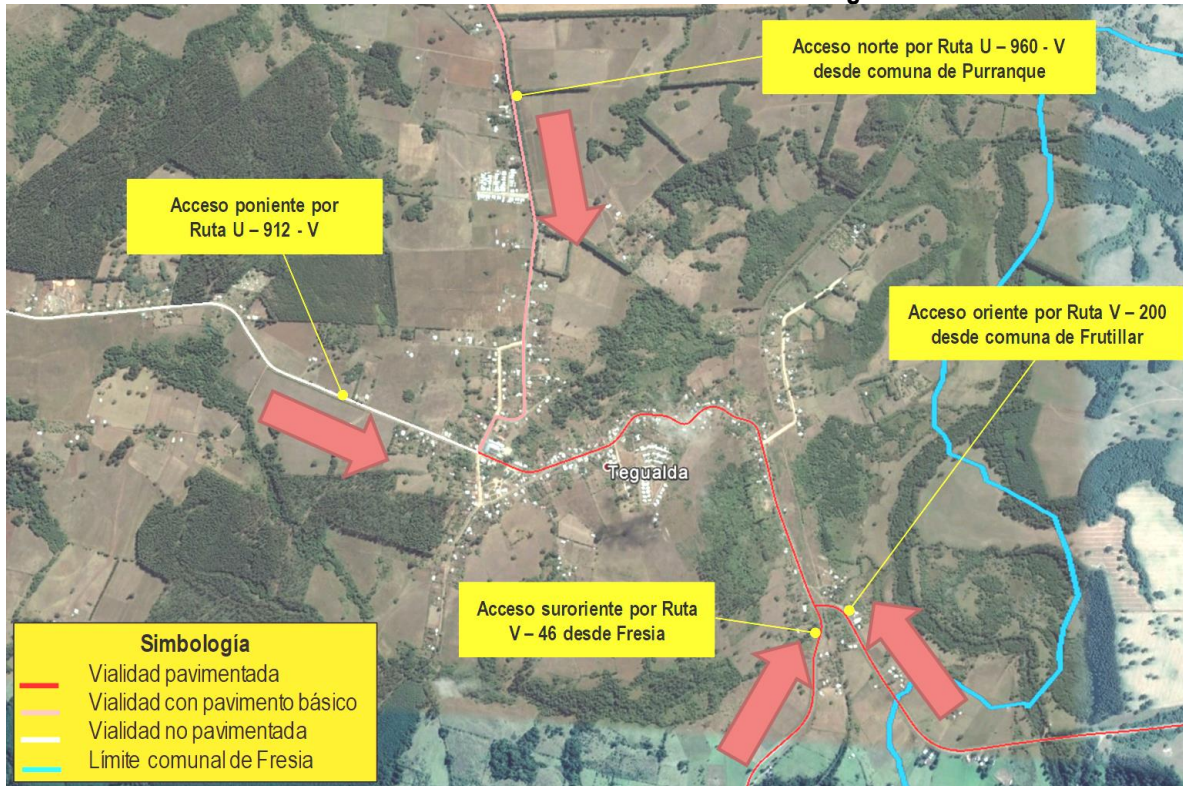 Acceso norte por Ruta U – 960 - V
desde comuna de Purranque
Acceso poniente por
Ruta U – 912 - V
Acceso oriente por Ruta V – 200
desde comuna de Frutillar
Tegualda
Acceso suroriente por Ruta
V – 46 desde Fresia
Simbología
Vialidad pavimentada
Vialidad con pavimento básico
Vialidad no pavimentada
Límite comunal de Fresia